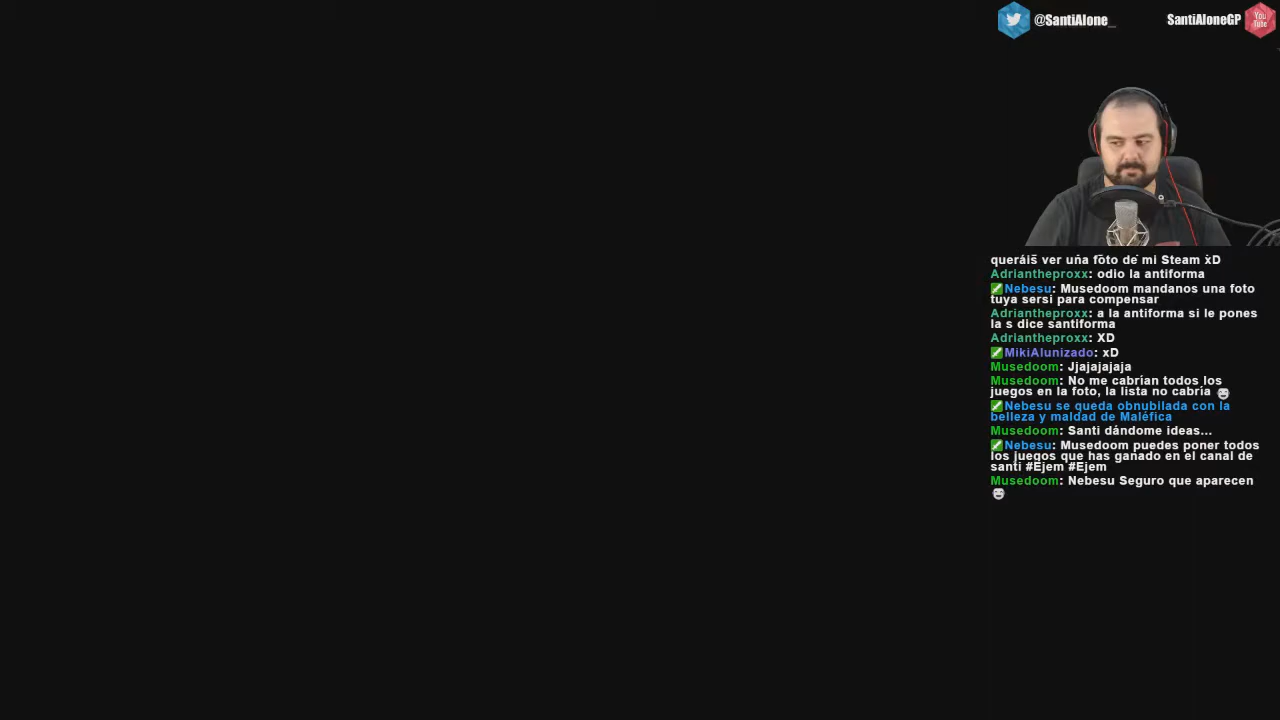 @SantiAlone_
SantiAloneGP
You
Tube
queráis ver una foto de mi Steam xD
Adriantheproxx: odio la antiforma
Nebesu: Musedoom mandanos una foto
tuya sersi para compensar
Adriantheproxx: a la antiforma si le pones
la s dice santiforma
Adriantheproxx: XD
MikiAlunizado: xD
Musedoom: Jjajajajaja
Musedoom: No me cabrían todos los
juegos en la foto, la lista no cabría
Nebesu se queda obnubilada con la
belleza y maldad de Maléfica
Musedoom: Santi dándome ideas...
Nebesu: Musedoom puedes poner todos
los juegos que has ganado en el canal de
santi #Ejem #Ejem
Musedoom: Nebesu Seguro que aparecen